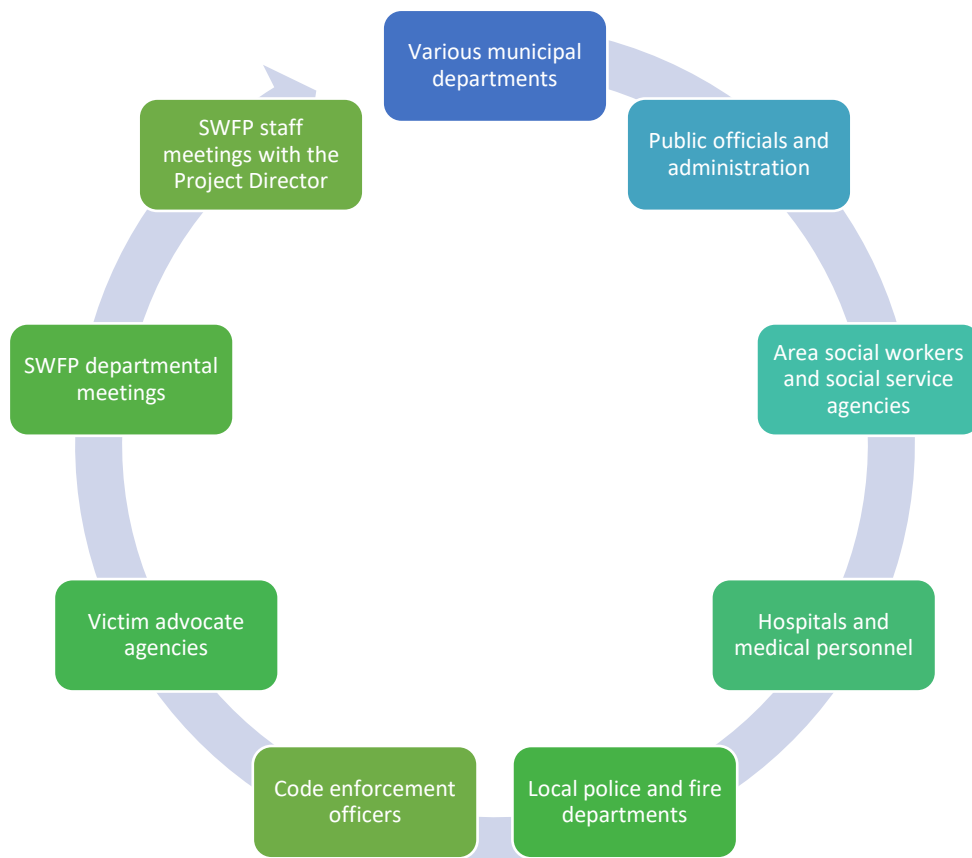 Various municipal
departments
Public officials and
administration
Area social workers
and social service
agencies
Hospitals and
medical personnel
Local police and fire
departments
Code enforcement
officers
Victim advocate
agencies
SWFP departmental
meetings
SWFP staff
meetings with the
Project Director